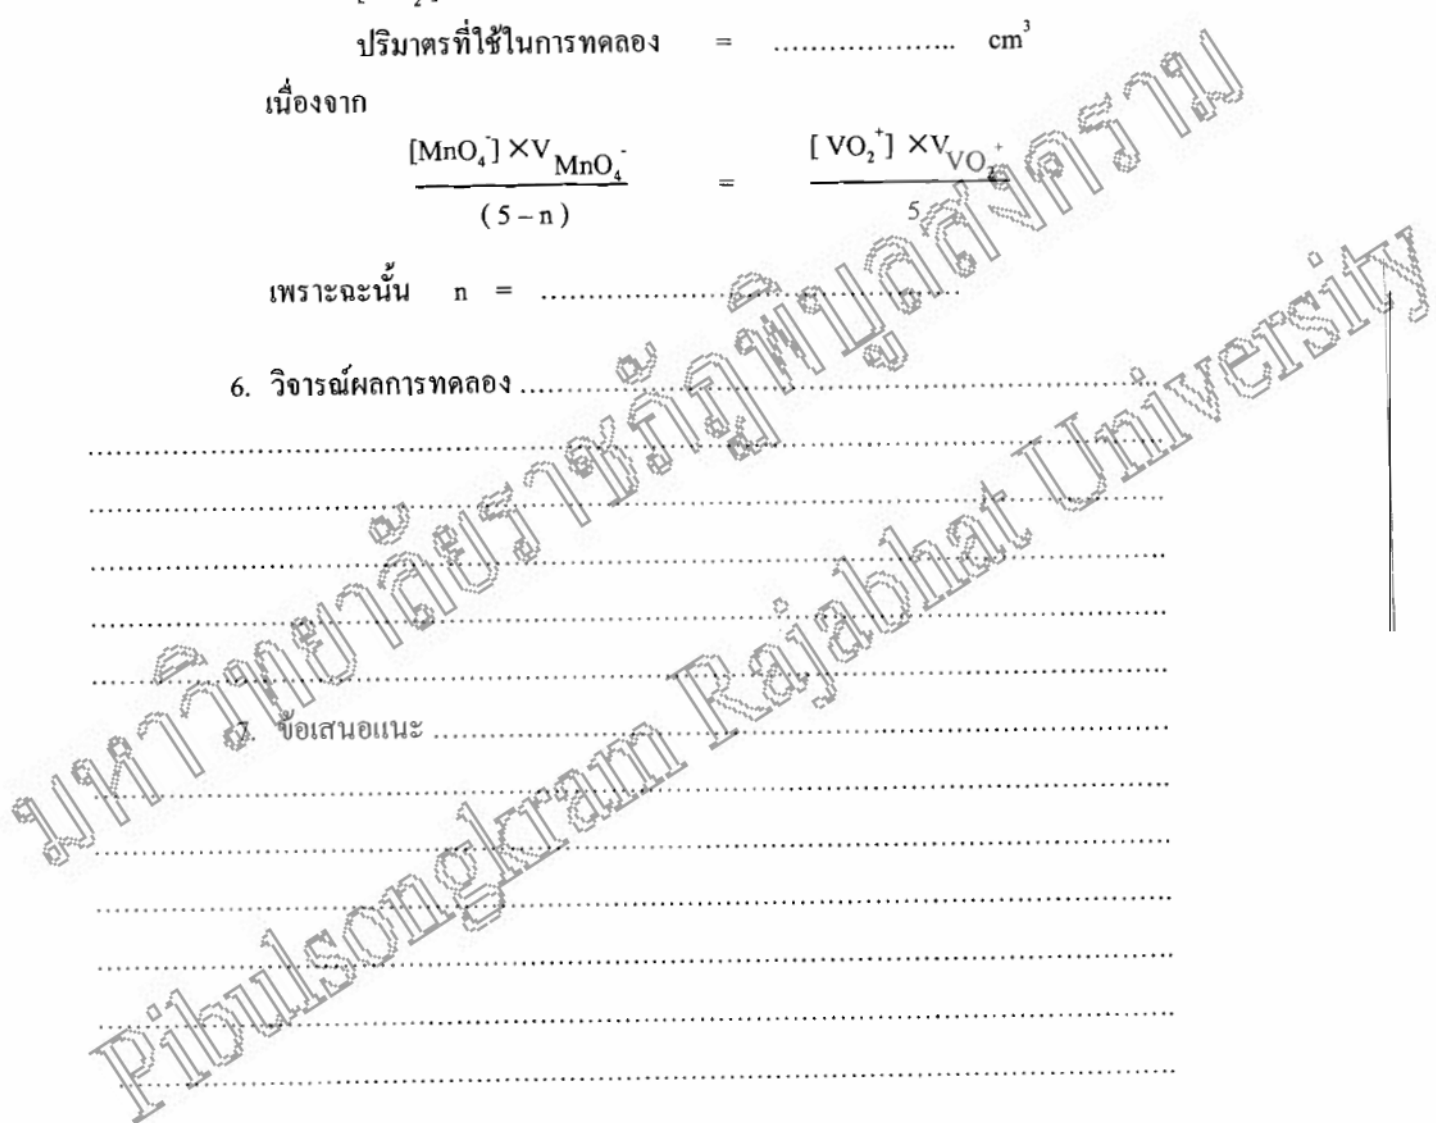 ปริมาตรที่ใช้ในการทดลอง = ..................... cm³
เนื่องจาก
[MnO₄⁻] ×V MnO₄⁻ = [ VO₂⁺] ×V VO₂⁺
( 5 – n ) 5
เพราะฉะนั้น n = ..............................................
6. วิจารณ์ผลการทดลอง ..............................................
7. ข้อเสนอแนะ ..............................................
มหาวิทยาลัยราชภัฏพิบูลสงคราม
Pibulsongkram Rajabhat University